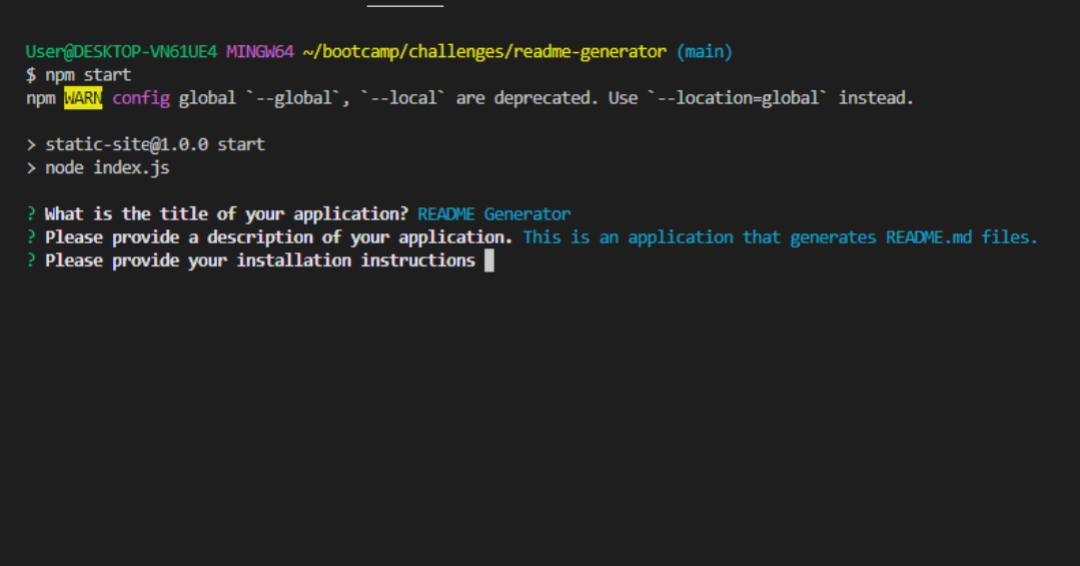 User@DESKTOP-VN61UE4 MINGW64 ~/bootcamp/challenges/readme-generator (main)
$ npm start
npm WARN config global `--global`, `--local` are deprecated. Use `--location=global` instead.
> static-site@1.0.0 start
> node index.js
? What is the title of your application? README Generator
? Please provide a description of your application. This is an application that generates README.md files.
? Please provide your installation instructions